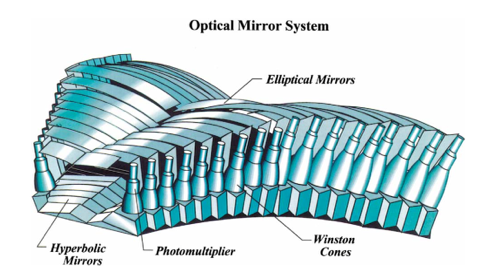 Optical Mirror System
Elliptical Mirrors
Hyperbolic
Mirrors
Photomultiplier
Winston
Cones